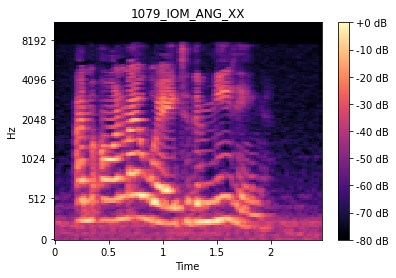 1079_IOM_ANG_XX
+0 dB
8192
-10 dB
4096
-20 dB
-30 dB
2048
Hz
-40 dB
1024
-50 dB
512
-60 dB
-70 dB
0
-80 dB
0 0.5 1 1.5 2
Time